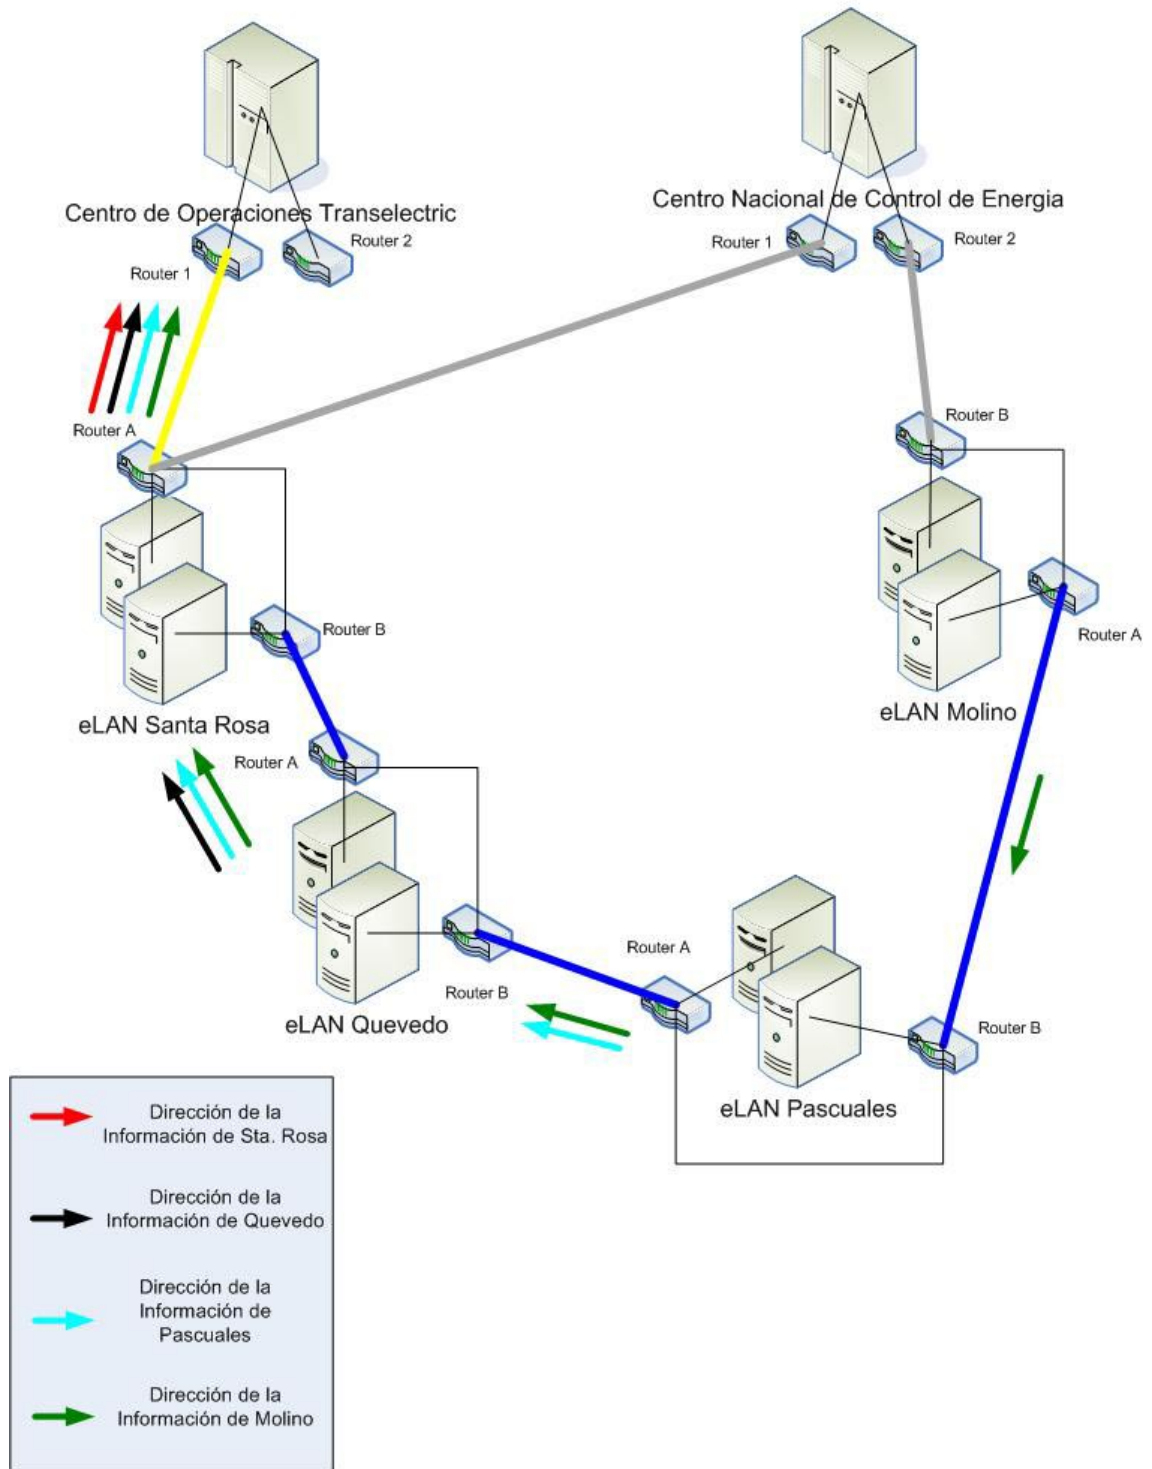 Centro de Operaciones Transelectric
Centro Nacional de Control de Energia
Router 1
Router 2
Router 1
Router 2
Router A
Router B
Router B
Router A
eLAN Santa Rosa
eLAN Molino
Router A
Router B
Router A
Router B
eLAN Quevedo
eLAN Pascuales
Dirección de la
Información de Sta. Rosa
Dirección de la
Información de Quevedo
Dirección de la
Información de
Pascuales
Dirección de la
Información de Molino